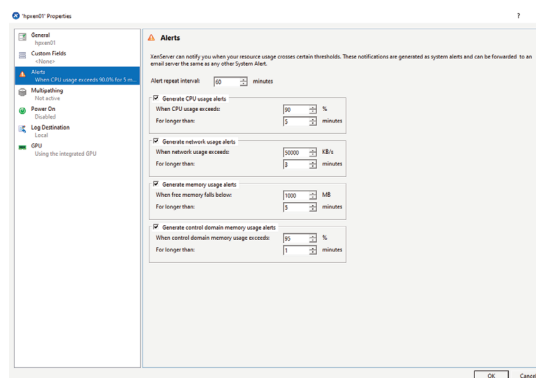 'hpxen01' Properties
?
General
hpxen01
Custom Fields
<None>
Alerts
When CPU usage exceeds 90.0% for 5 m...
Multipathing
Not active
Power On
Disabled
Log Destination
Local
GPU
Using the integrated GPU
Alerts
XenServer can notify you when your resource usage crosses certain thresholds. These notifications are generated as system alerts and can be forwarded to an
email server the same as any other System Alert.
Alert repeat interval: 60 minutes
Generate CPU usage alerts
When CPU usage exceeds: 90 %
For longer than: 5 minutes
Generate network usage alerts
When network usage exceeds: 50000 KB/s
For longer than: 3 minutes
Generate memory usage alerts
When free memory falls below: 1000 MB
For longer than: 5 minutes
Generate control domain memory usage alerts
When control domain memory usage exceeds: 95 %
For longer than: 1 minutes
OK Cancel